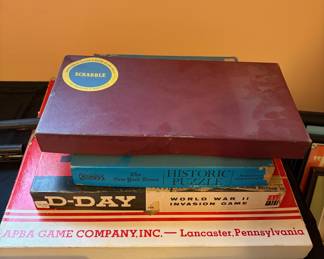 SCRABBLE
The
New York Times
HISTORIC
PUZZLE
D-DAY
WORLD WAR II
INVASION GAME
APBA GAME COMPANY, INC. — Lancaster, Pennsylvania